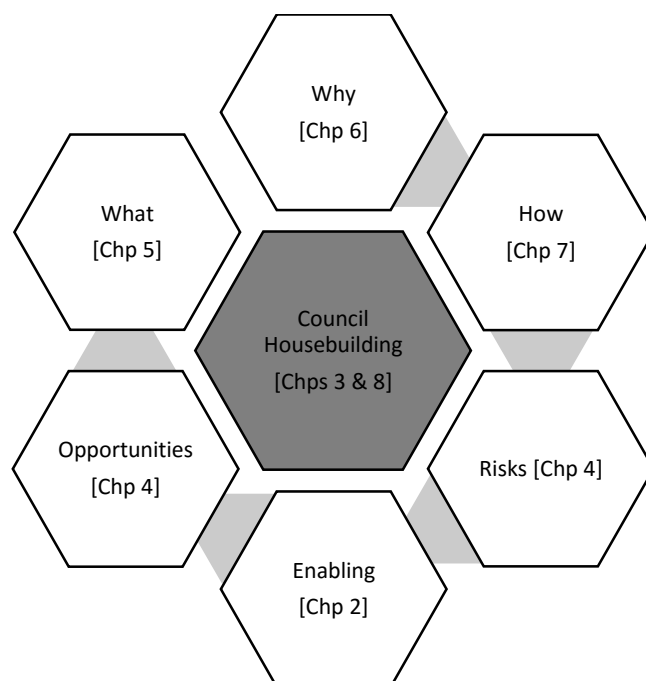 Why
[Chp 6]
What
[Chp 5]
How
[Chp 7]
Council
Housebuilding
[Chps 3 & 8]
Opportunities
[Chp 4]
Risks [Chp 4]
Enabling
[Chp 2]